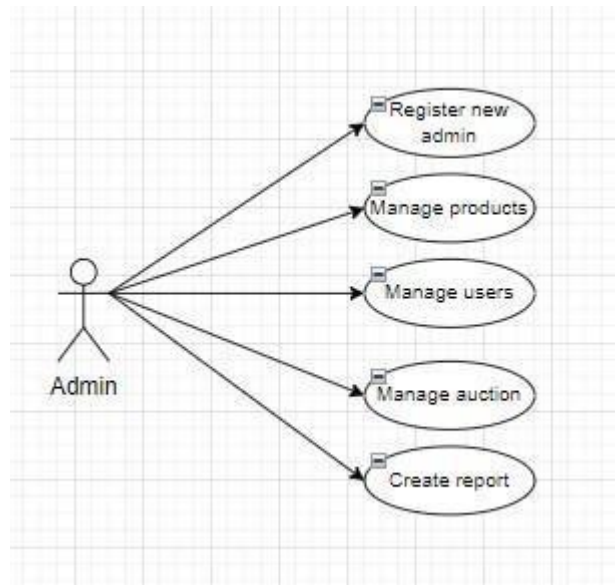 Register new
admin
Manage products
Manage users
Admin
Manage auction
Create report